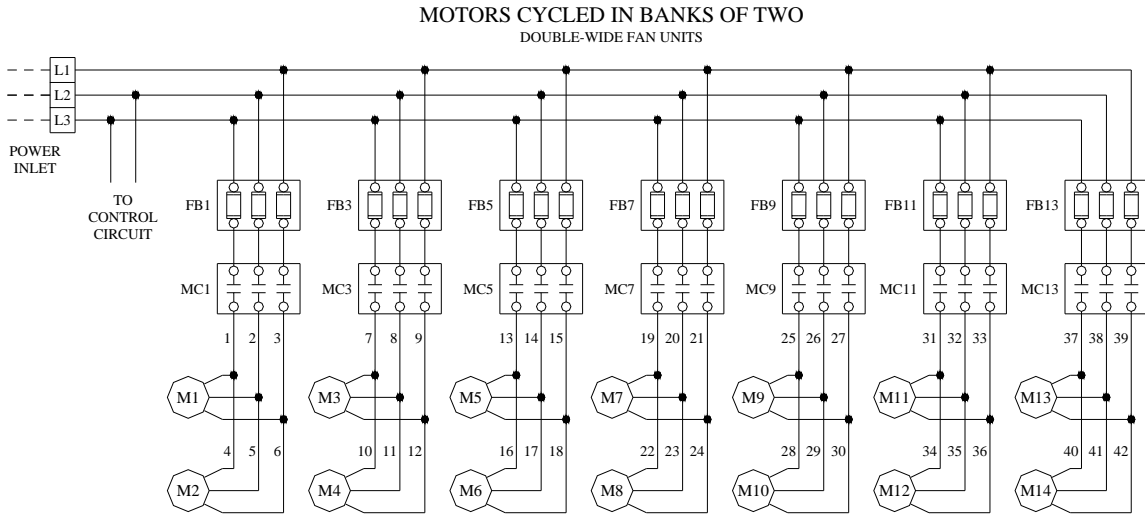 MOTORS CYCLED IN BANKS OF TWO
DOUBLE-WIDE FAN UNITS
L1
L2
L3
POWER
INLET
TO
CONTROL
CIRCUIT
FB1 FB3 FB5 FB7 FB9 FB11 FB13
MC1 MC3 MC5 MC7 MC9 MC11 MC13
1 2 3 7 8 9 13 14 15 19 20 21 25 26 27 31 32 33 37 38 39
M1 M3 M5 M7 M9 M11 M13
4 5 6 10 11 12 16 17 18 22 23 24 28 29 30 34 35 36 40 41 42
M2 M4 M6 M8 M10 M12 M14